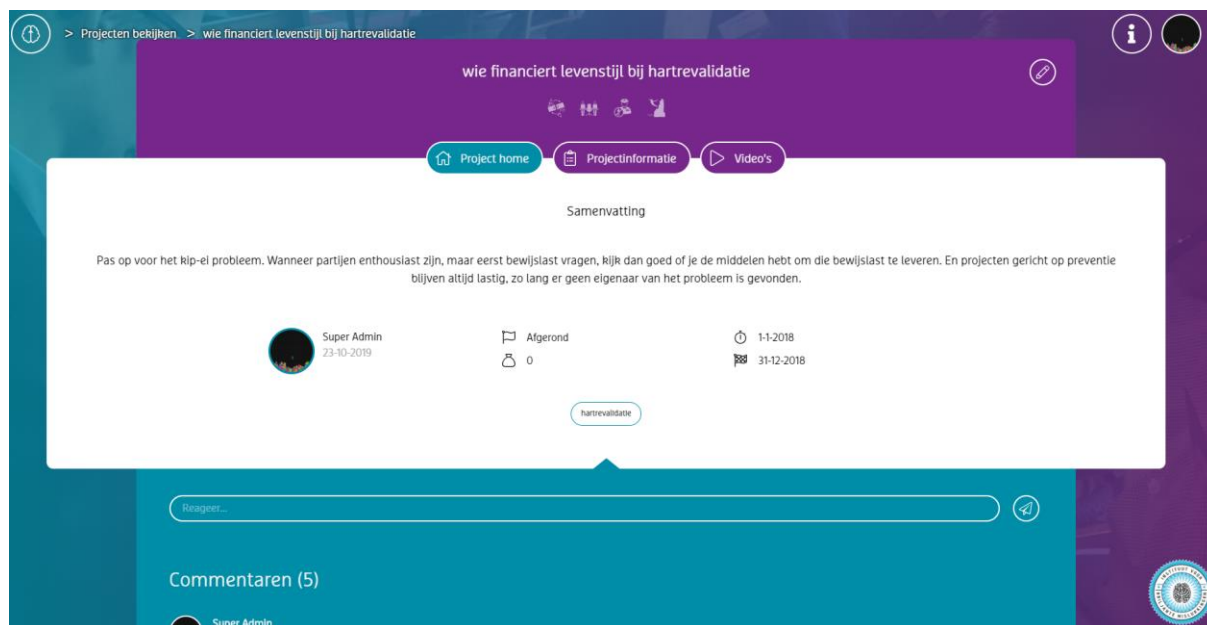 > Projecten bekijken > wie financiert levenstijl bij hartrevalidatie
wie financiert levenstijl bij hartrevalidatie
Project home
Projectinformatie
Video's
Samenvatting
Pas op voor het kip-ei probleem. Wanneer partijen enthousiast zijn, maar eerst bewijslast vragen, kijk dan goed of je de middelen hebt om die bewijslast te leveren. En projecten gericht op preventie
blijven altijd lastig, zo lang er geen eigenaar van het probleem is gevonden.
Super Admin
23-10-2019
Afgerond
0
1-1-2018
31-12-2018
hartrevalidatie
Reageer...
Commentaren (5)
Super Admin
INSTITUUT VOOR